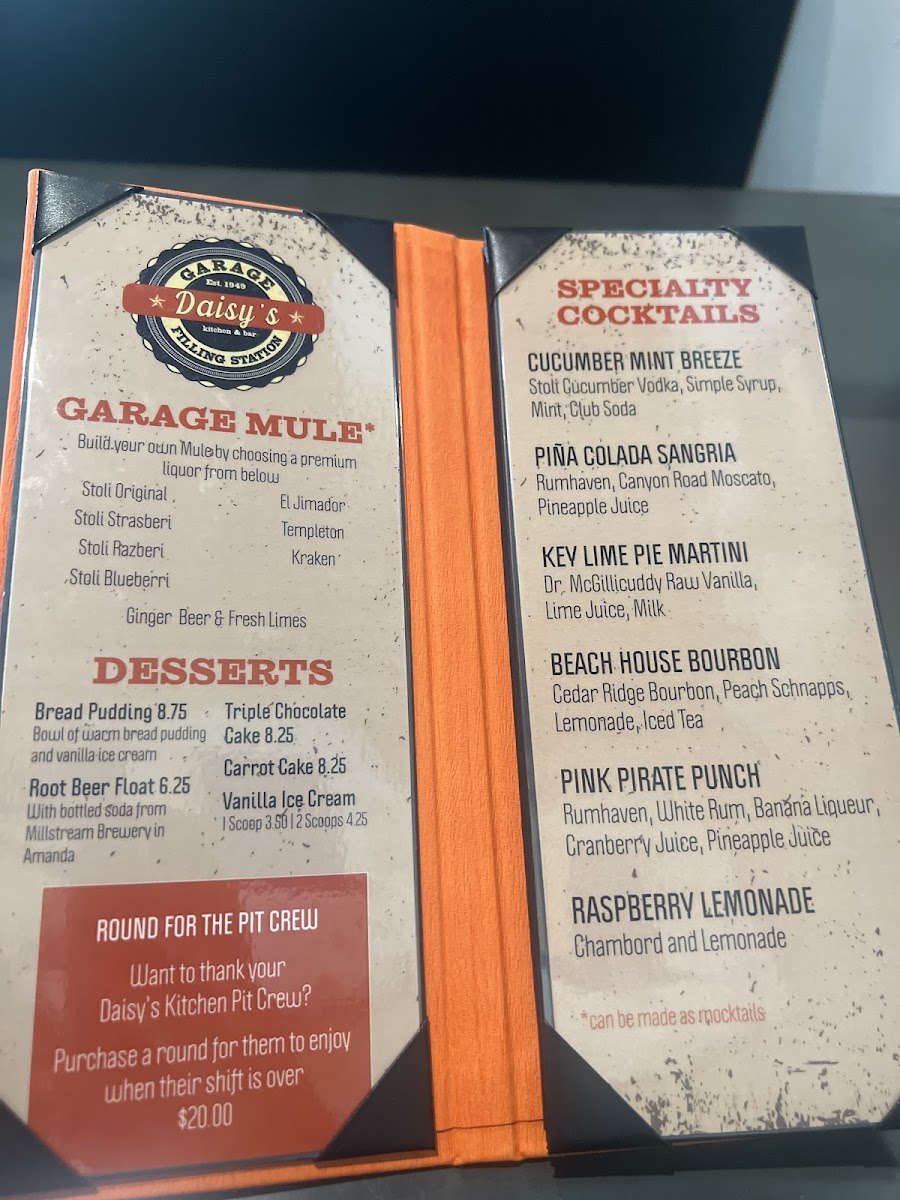 GARAGE
Est. 1949
Daisy's
kitchen & bar
FILLING STATION
GARAGE MULE*
Build your own Mule by choosing a premium
liquor from below
Stoli Original
Stoli Strasberi
Stoli Razberi
Stoli Blueberri
El Jimador
Templeton
Kraken
Ginger Beer & Fresh Limes
DESSERTS
Bread Pudding 8.75
Bowl of warm bread pudding
and vanilla ice cream
Root Beer Float 6.25
With bottled soda from
Millstream Brewery in
Amanda
Triple Chocolate
Cake 8.25
Carrot Cake 8.25
Vanilla Ice Cream
1 Scoop 3.50 | 2 Scoops 4.25
ROUND FOR THE PIT CREW
Want to thank your
Daisy's Kitchen Pit Crew?
Purchase a round for them to enjoy
when their shift is over
$20.00
SPECIALTY
COCKTAILS
CUCUMBER MINT BREEZE
Stoli Cucumber Vodka, Simple Syrup,
Mint, Club Soda
PIÑA COLADA SANGRIA
Rumhaven, Canyon Road Moscato,
Pineapple Juice
KEY LIME PIE MARTINI
Dr. McGillicuddy Raw Vanilla,
Lime Juice, Milk
BEACH HOUSE BOURBON
Cedar Ridge Bourbon, Peach Schnapps,
Lemonade, Iced Tea
PINK PIRATE PUNCH
Rumhaven, White Rum, Banana Liqueur,
Cranberry Juice, Pineapple Juice
RASPBERRY LEMONADE
Chambord and Lemonade
*can be made as mocktails